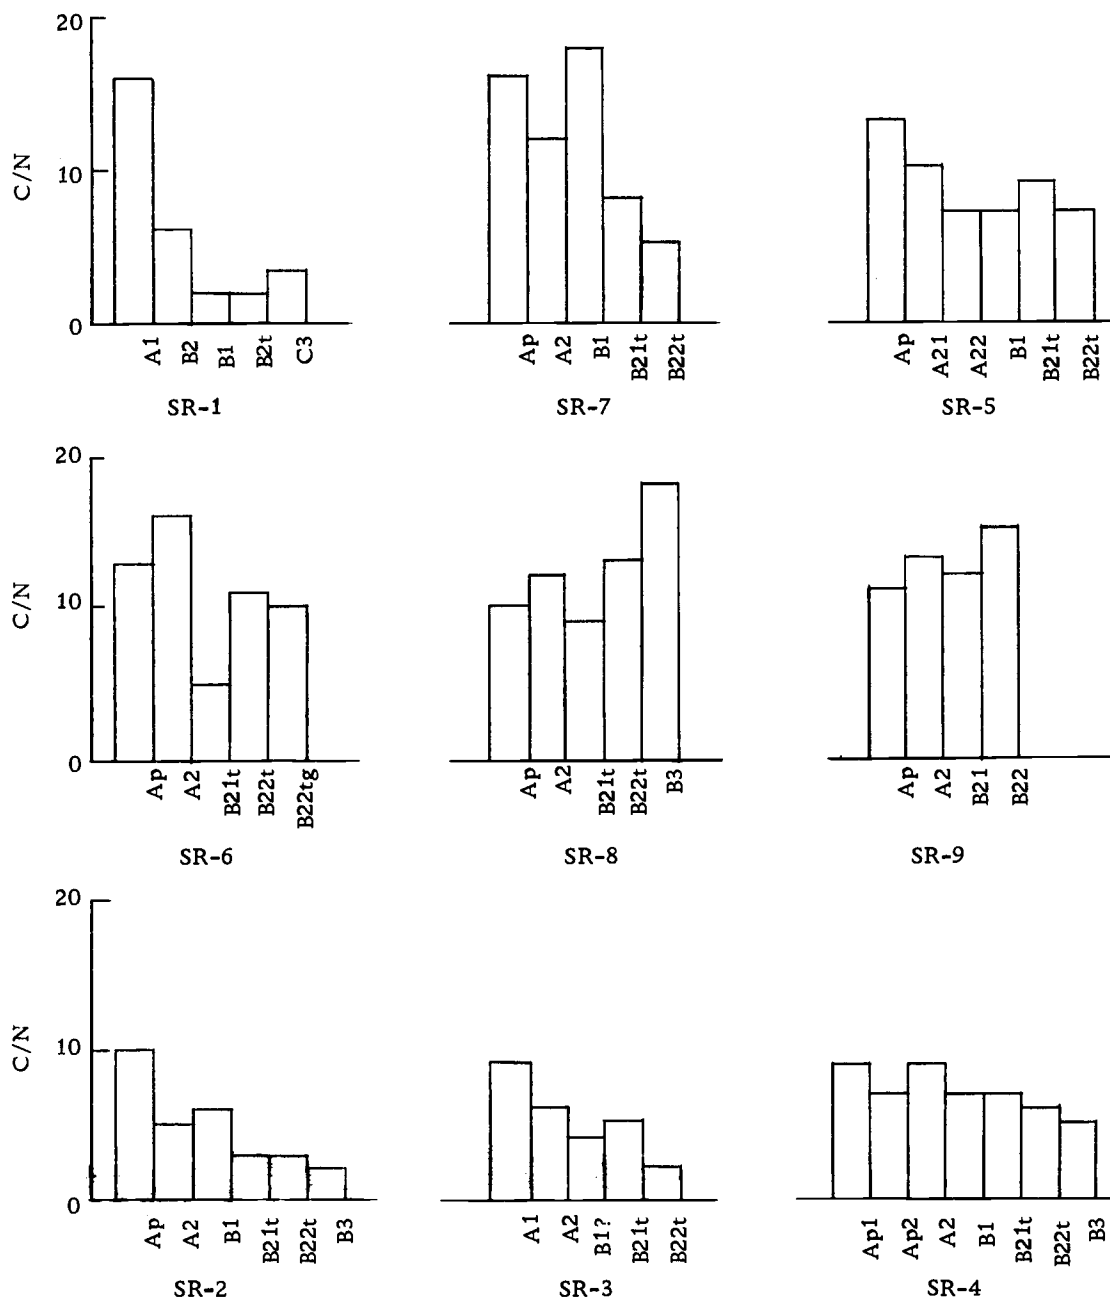 20
10
0
C/N
A1 B2 B1 B2t C3
SR-1
Ap A2 B1 B21t B22t
SR-7
Ap A21 A22 B1 B21t B22t
SR-5
20
10
0
C/N
Ap A2 B21t B22t B22tg
SR-6
Ap A2 B21t B22t B3
SR-8
Ap A2 B21 B22
SR-9
20
10
0
C/N
Ap A2 B1 B21t B22t B3
SR-2
A1 A2 B1? B21t B22t
SR-3
Ap1 Ap2 A2 B1 B21t B22t B3
SR-4